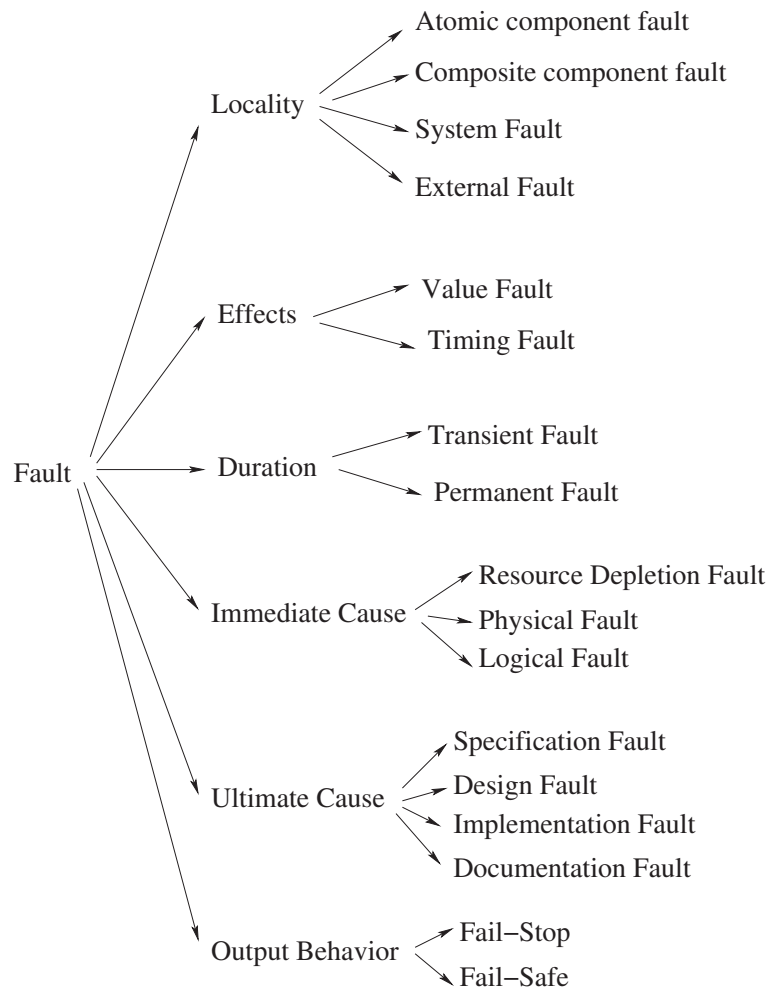 Fault
Locality
Atomic component fault
Composite component fault
System Fault
External Fault
Effects
Value Fault
Timing Fault
Duration
Transient Fault
Permanent Fault
Immediate Cause
Resource Depletion Fault
Physical Fault
Logical Fault
Ultimate Cause
Specification Fault
Design Fault
Implementation Fault
Documentation Fault
Output Behavior
Fail−Stop
Fail−Safe